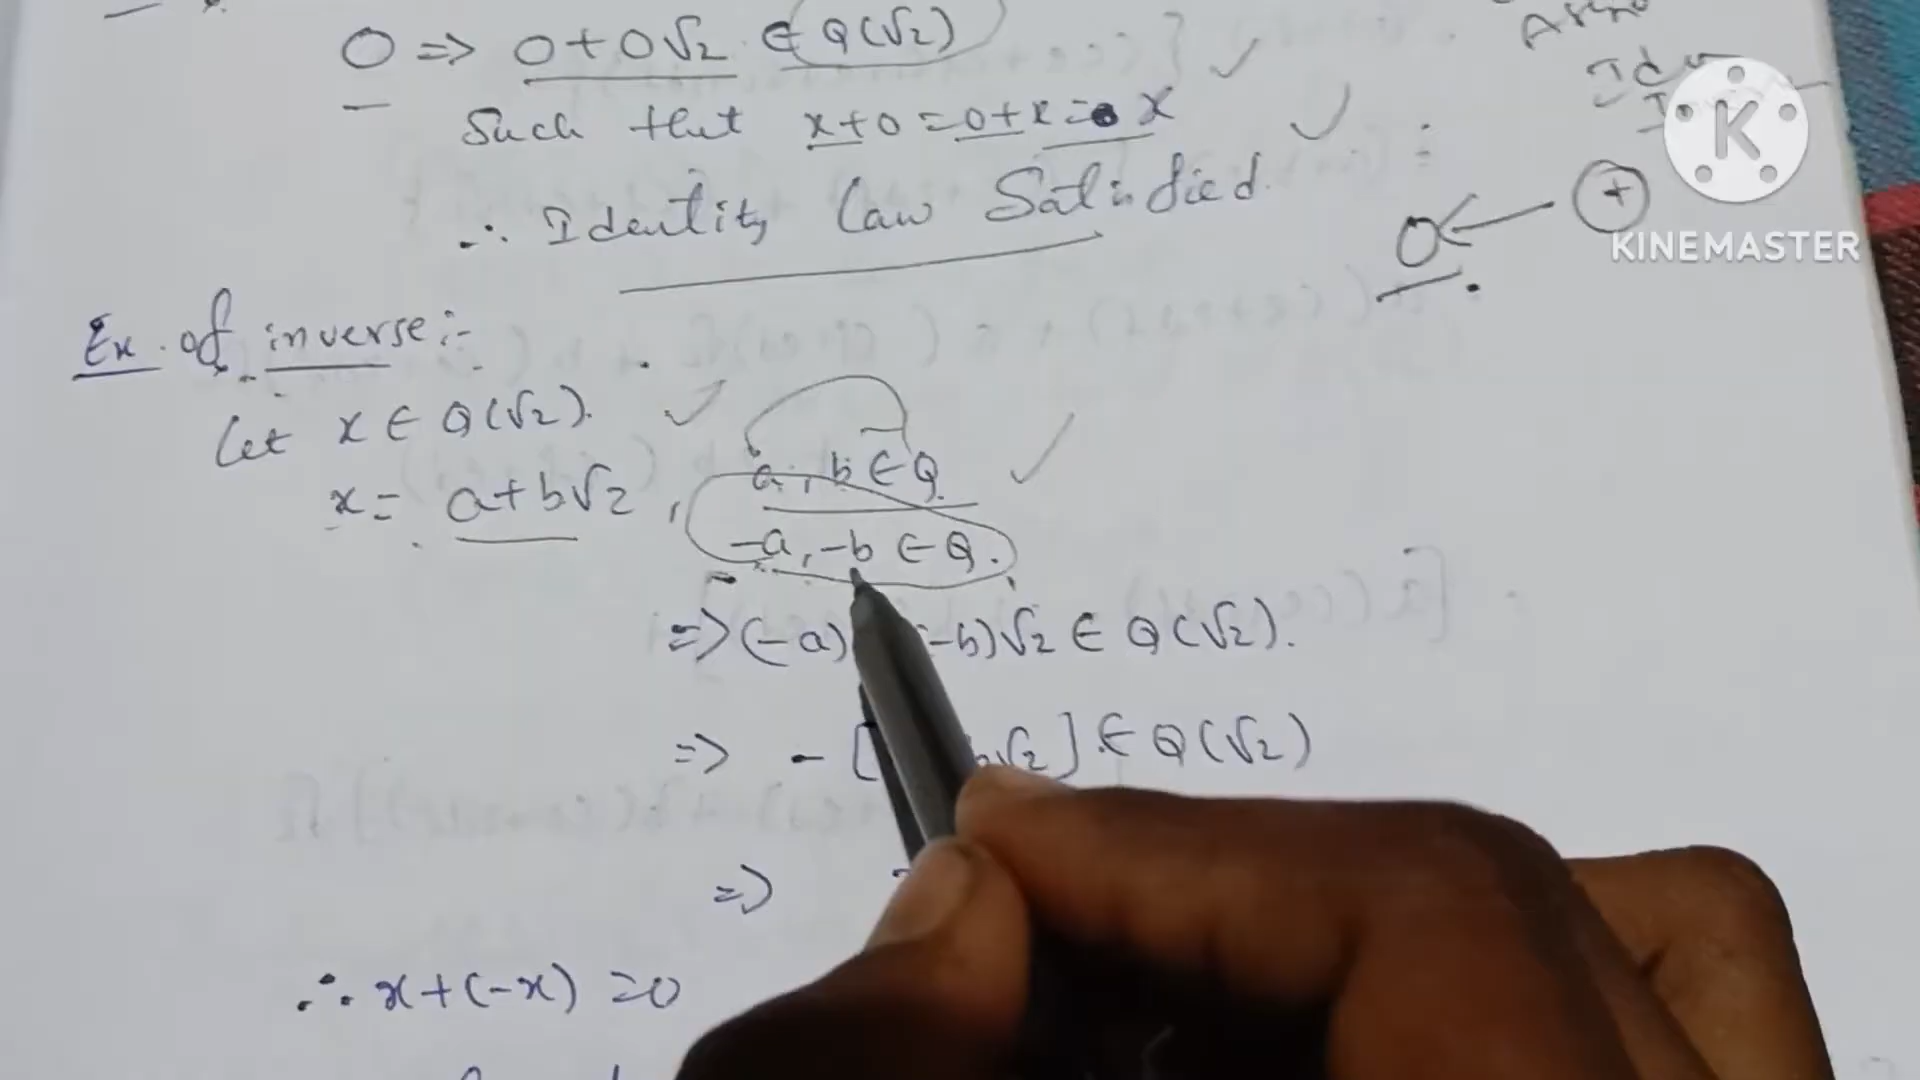 0 => 0+0√2 ∈ Q(√2)
Such that x+0=0+x= x
∴ Identity law Satisfied.
KINEMASTER
+
0
Ex. of inverse:-
let x ∈ Q(√2).
x= a+b√2, a, b ∈ Q
-a, -b ∈ Q.
=> (-a) -b)√2 ∈ Q(√2).
=> - [ b√2] ∈ Q(√2)
=>
∴ x+(-x) =0